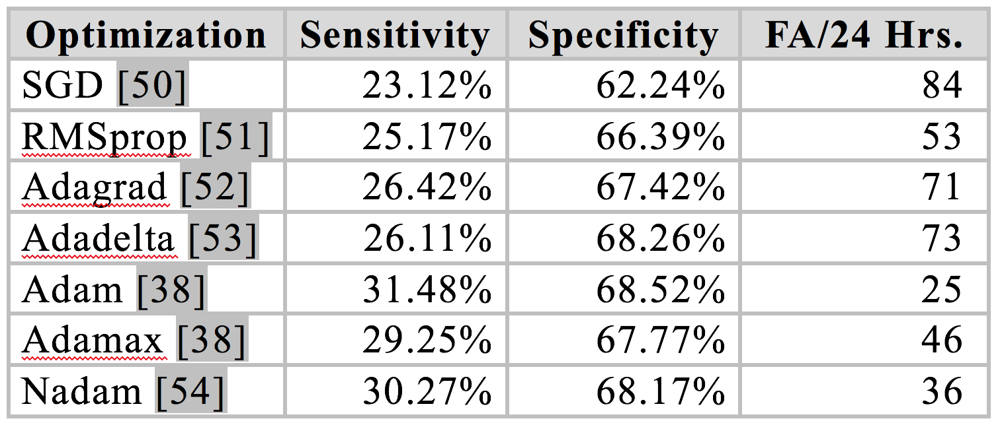 Optimization Sensitivity Specificity FA/24 Hrs.
SGD [50] 23.12% 62.24% 84
RMSprop [51] 25.17% 66.39% 53
Adagrad [52] 26.42% 67.42% 71
Adadelta [53] 26.11% 68.26% 73
Adam [38] 31.48% 68.52% 25
Adamax [38] 29.25% 67.77% 46
Nadam [54] 30.27% 68.17% 36